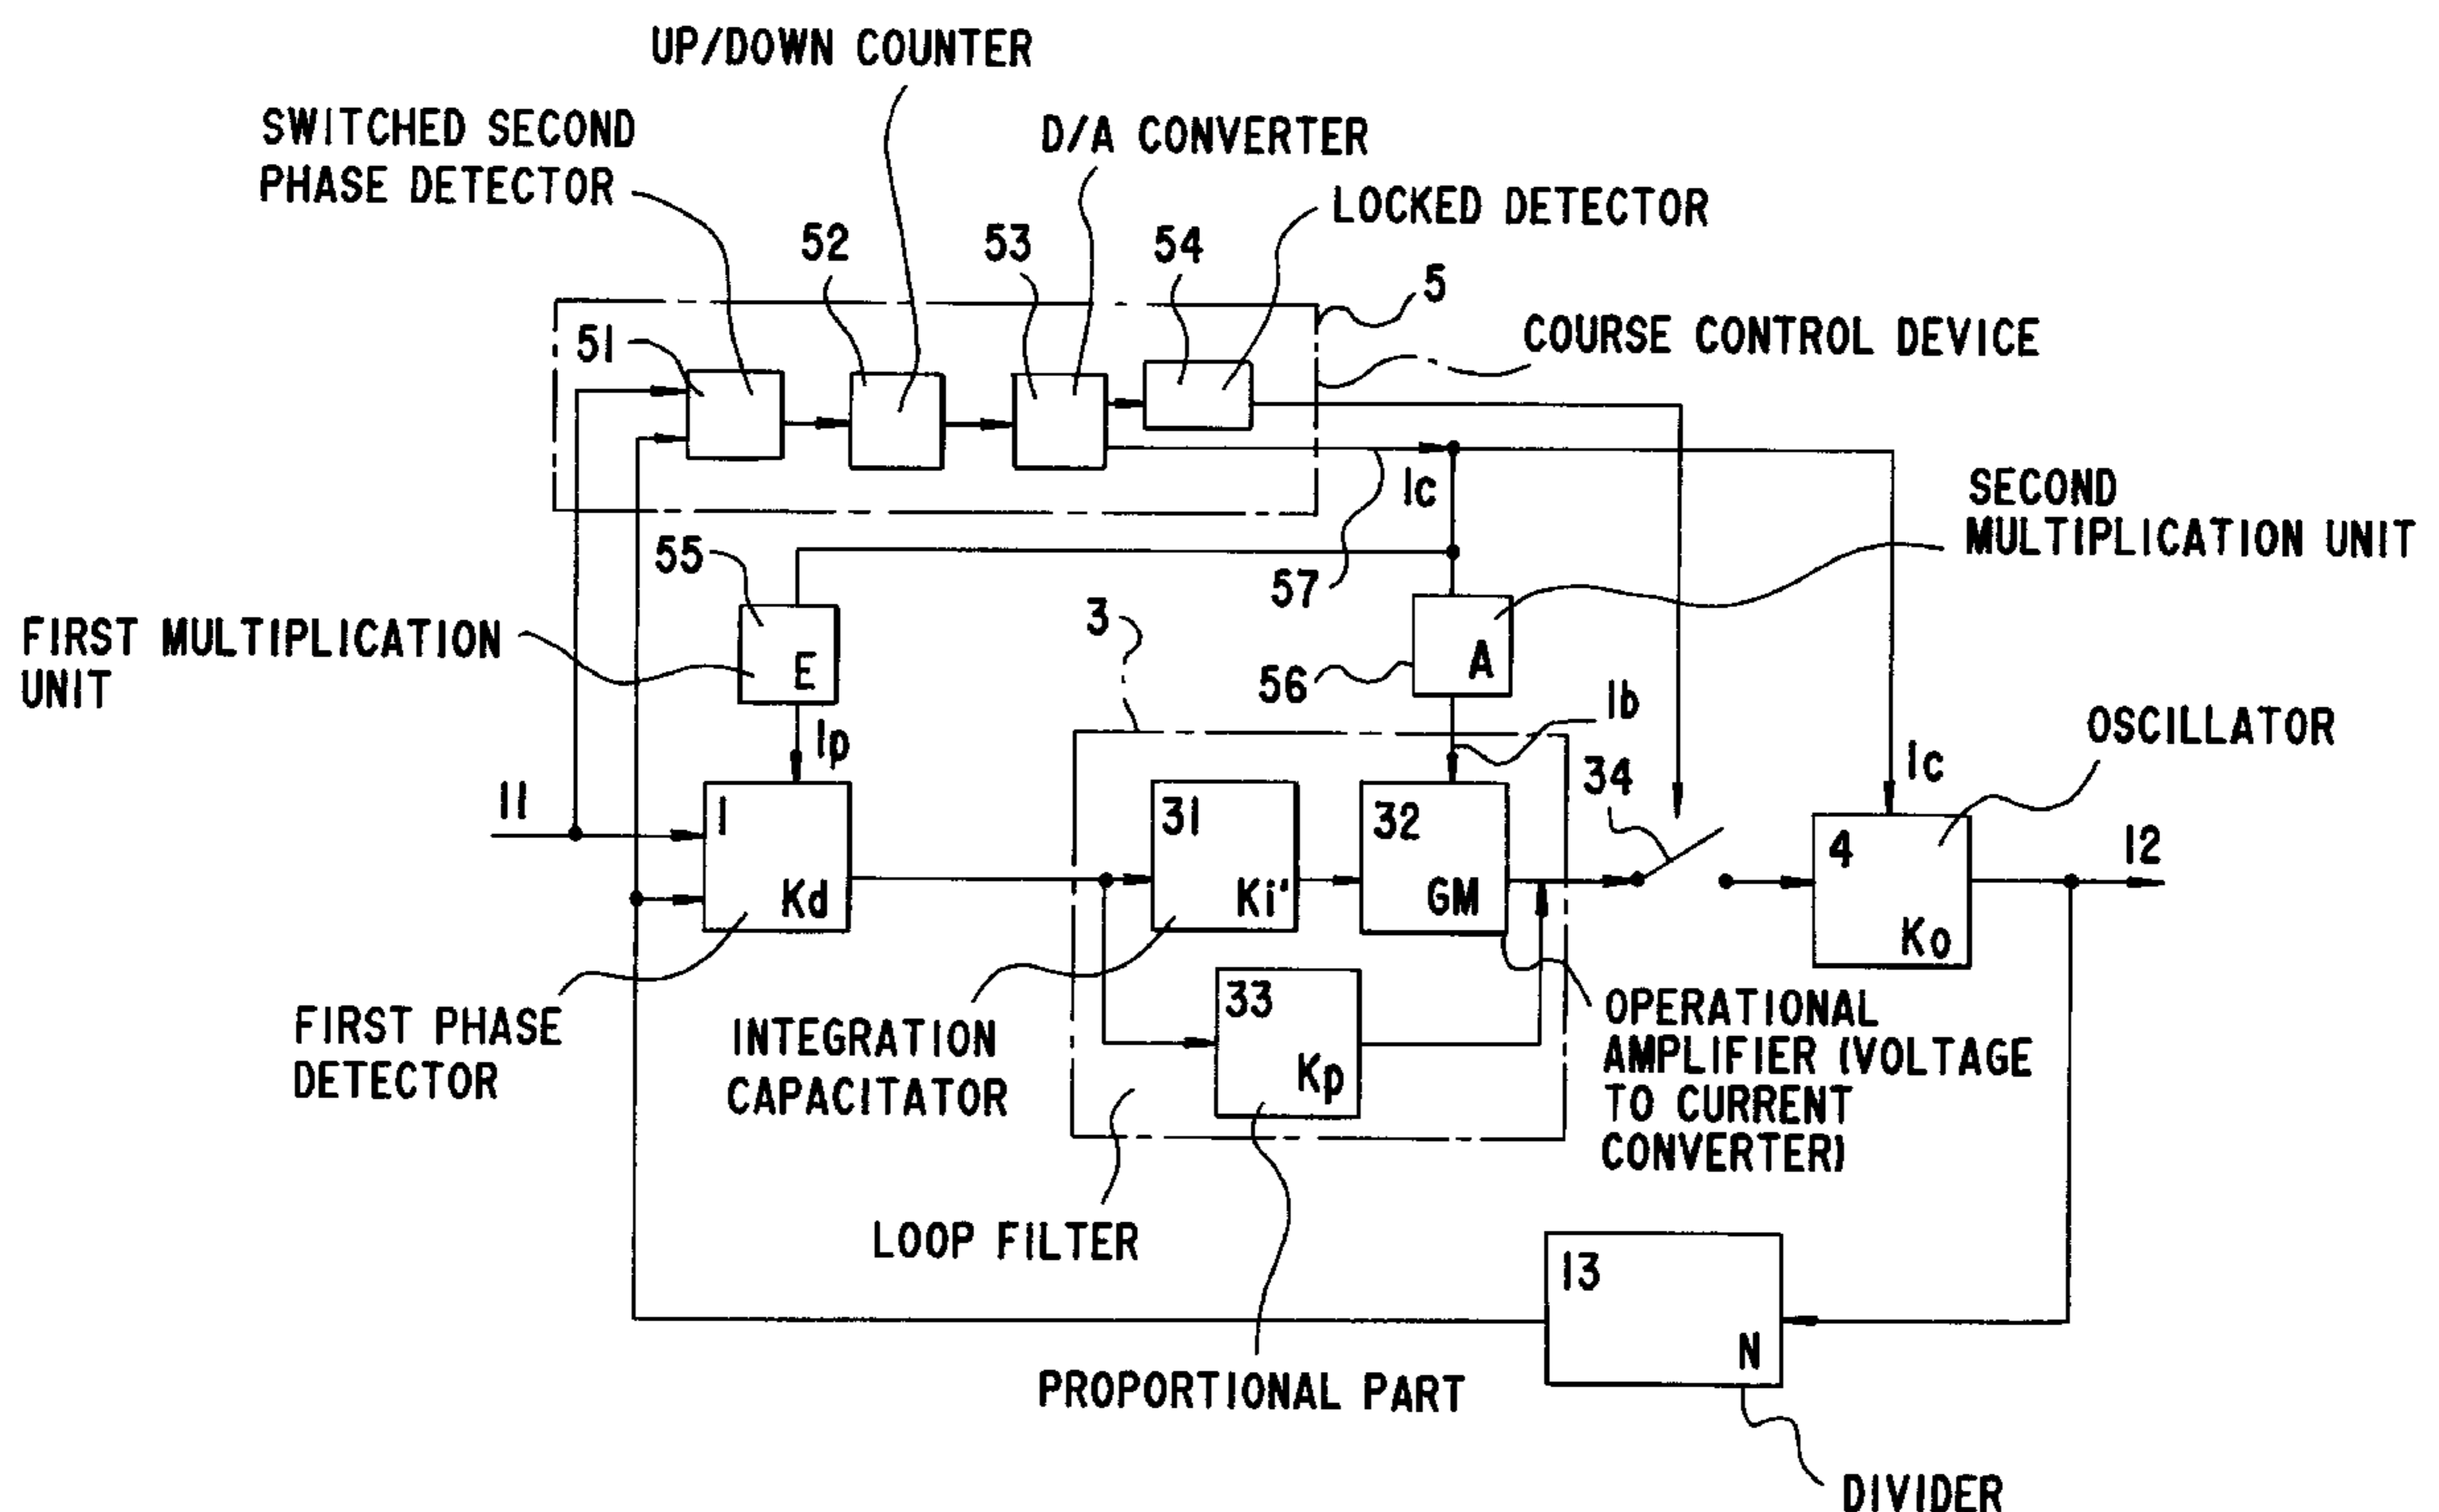 UP/DOWN COUNTER
SWITCHED SECOND
PHASE DETECTOR
D/A CONVERTER
LOCKED DETECTOR
52
53
54
5
51
COURSE CONTROL DEVICE
Ic
SECOND
MULTIPLICATION UNIT
55
57
3
FIRST MULTIPLICATION
UNIT
E
A
56
Ib
Ip
OSCILLATOR
34
Ic
11
1
Kd
31
Ki'
32
GM
4
Ko
12
33
Kp
FIRST PHASE
DETECTOR
INTEGRATION
CAPACITATOR
OPERATIONAL
AMPLIFIER (VOLTAGE
TO CURRENT
CONVERTER)
LOOP FILTER
13
N
PROPORTIONAL PART
DIVIDER